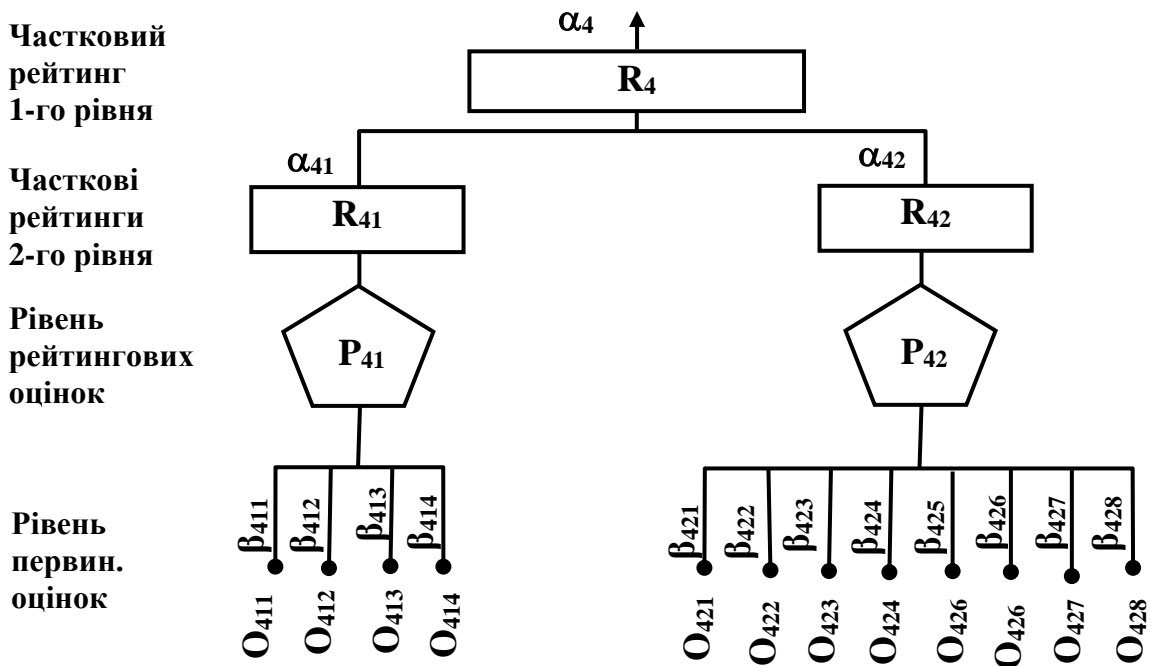 Частковий
рейтинг
1-го рівня
α4
R4
Часткові
рейтинги
2-го рівня
α41
α42
R41
R42
Рівень
рейтингових
оцінок
P41
P42
Рівень
первин.
оцінок
β411
β412
β413
β414
β421
β422
β423
β424
β425
β426
β427
β428
O411
O412
O413
O414
O421
O422
O423
O424
O426
O426
O427
O428